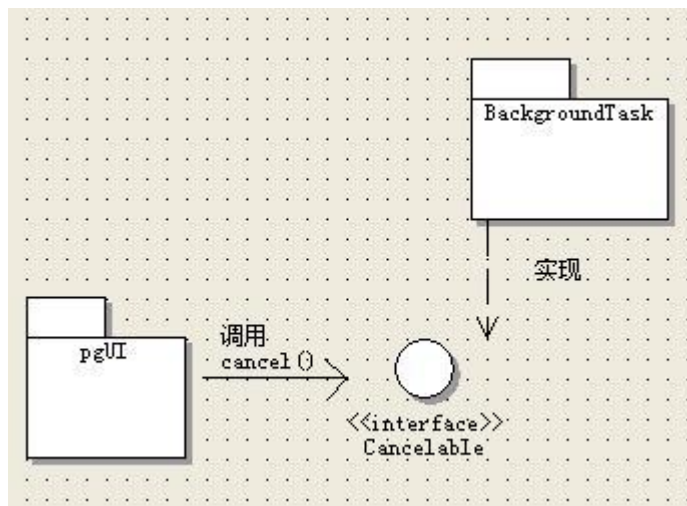 BackgroundTask
实现
pgUI
调用
cancel()
<<interface>>
Cancelable